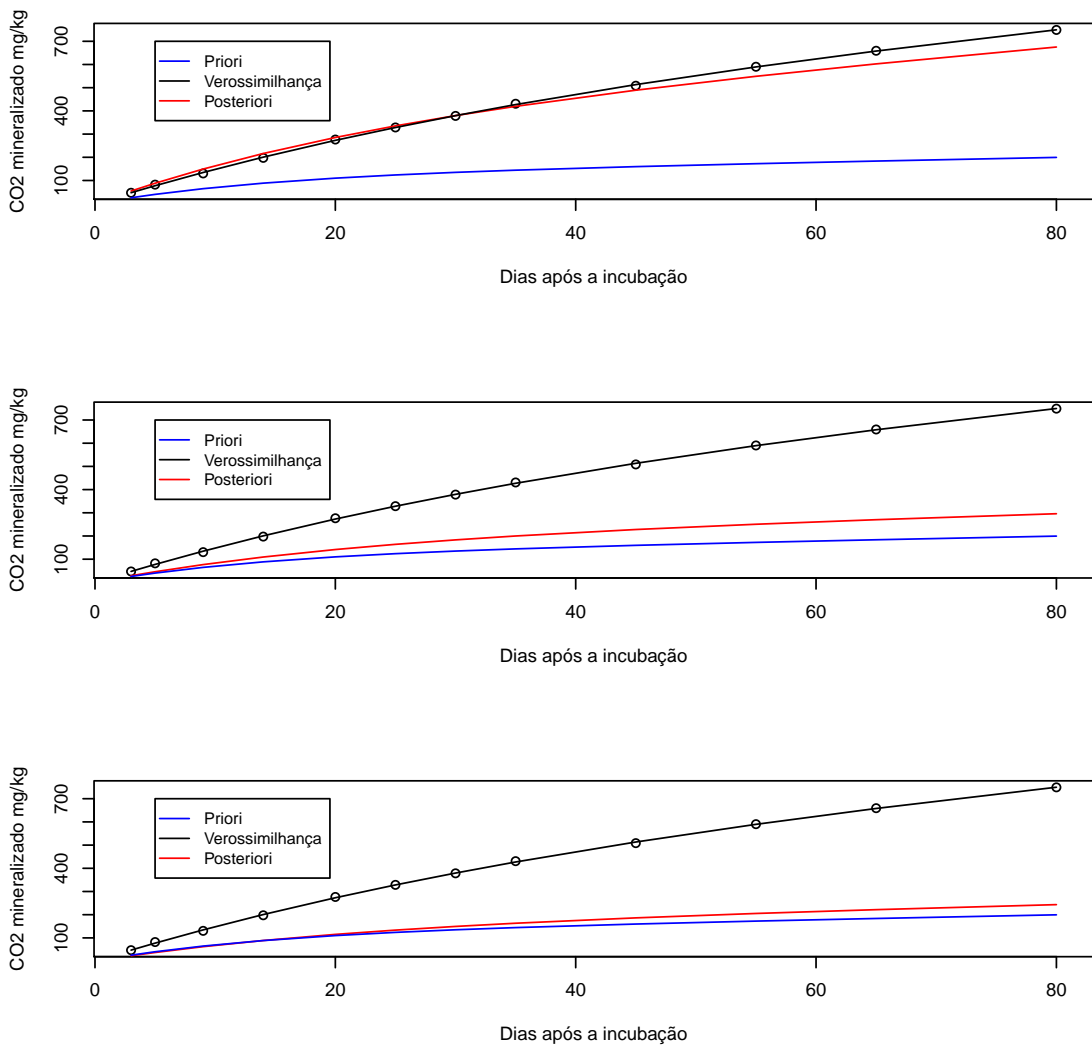 CO2 mineralizado mg/kg
700
400
100
Priori
Verossimilhança
Posteriori
0 20 40 60 80
Dias após a incubação
CO2 mineralizado mg/kg
700
400
100
Priori
Verossimilhança
Posteriori
0 20 40 60 80
Dias após a incubação
CO2 mineralizado mg/kg
700
400
100
Priori
Verossimilhança
Posteriori
0 20 40 60 80
Dias após a incubação